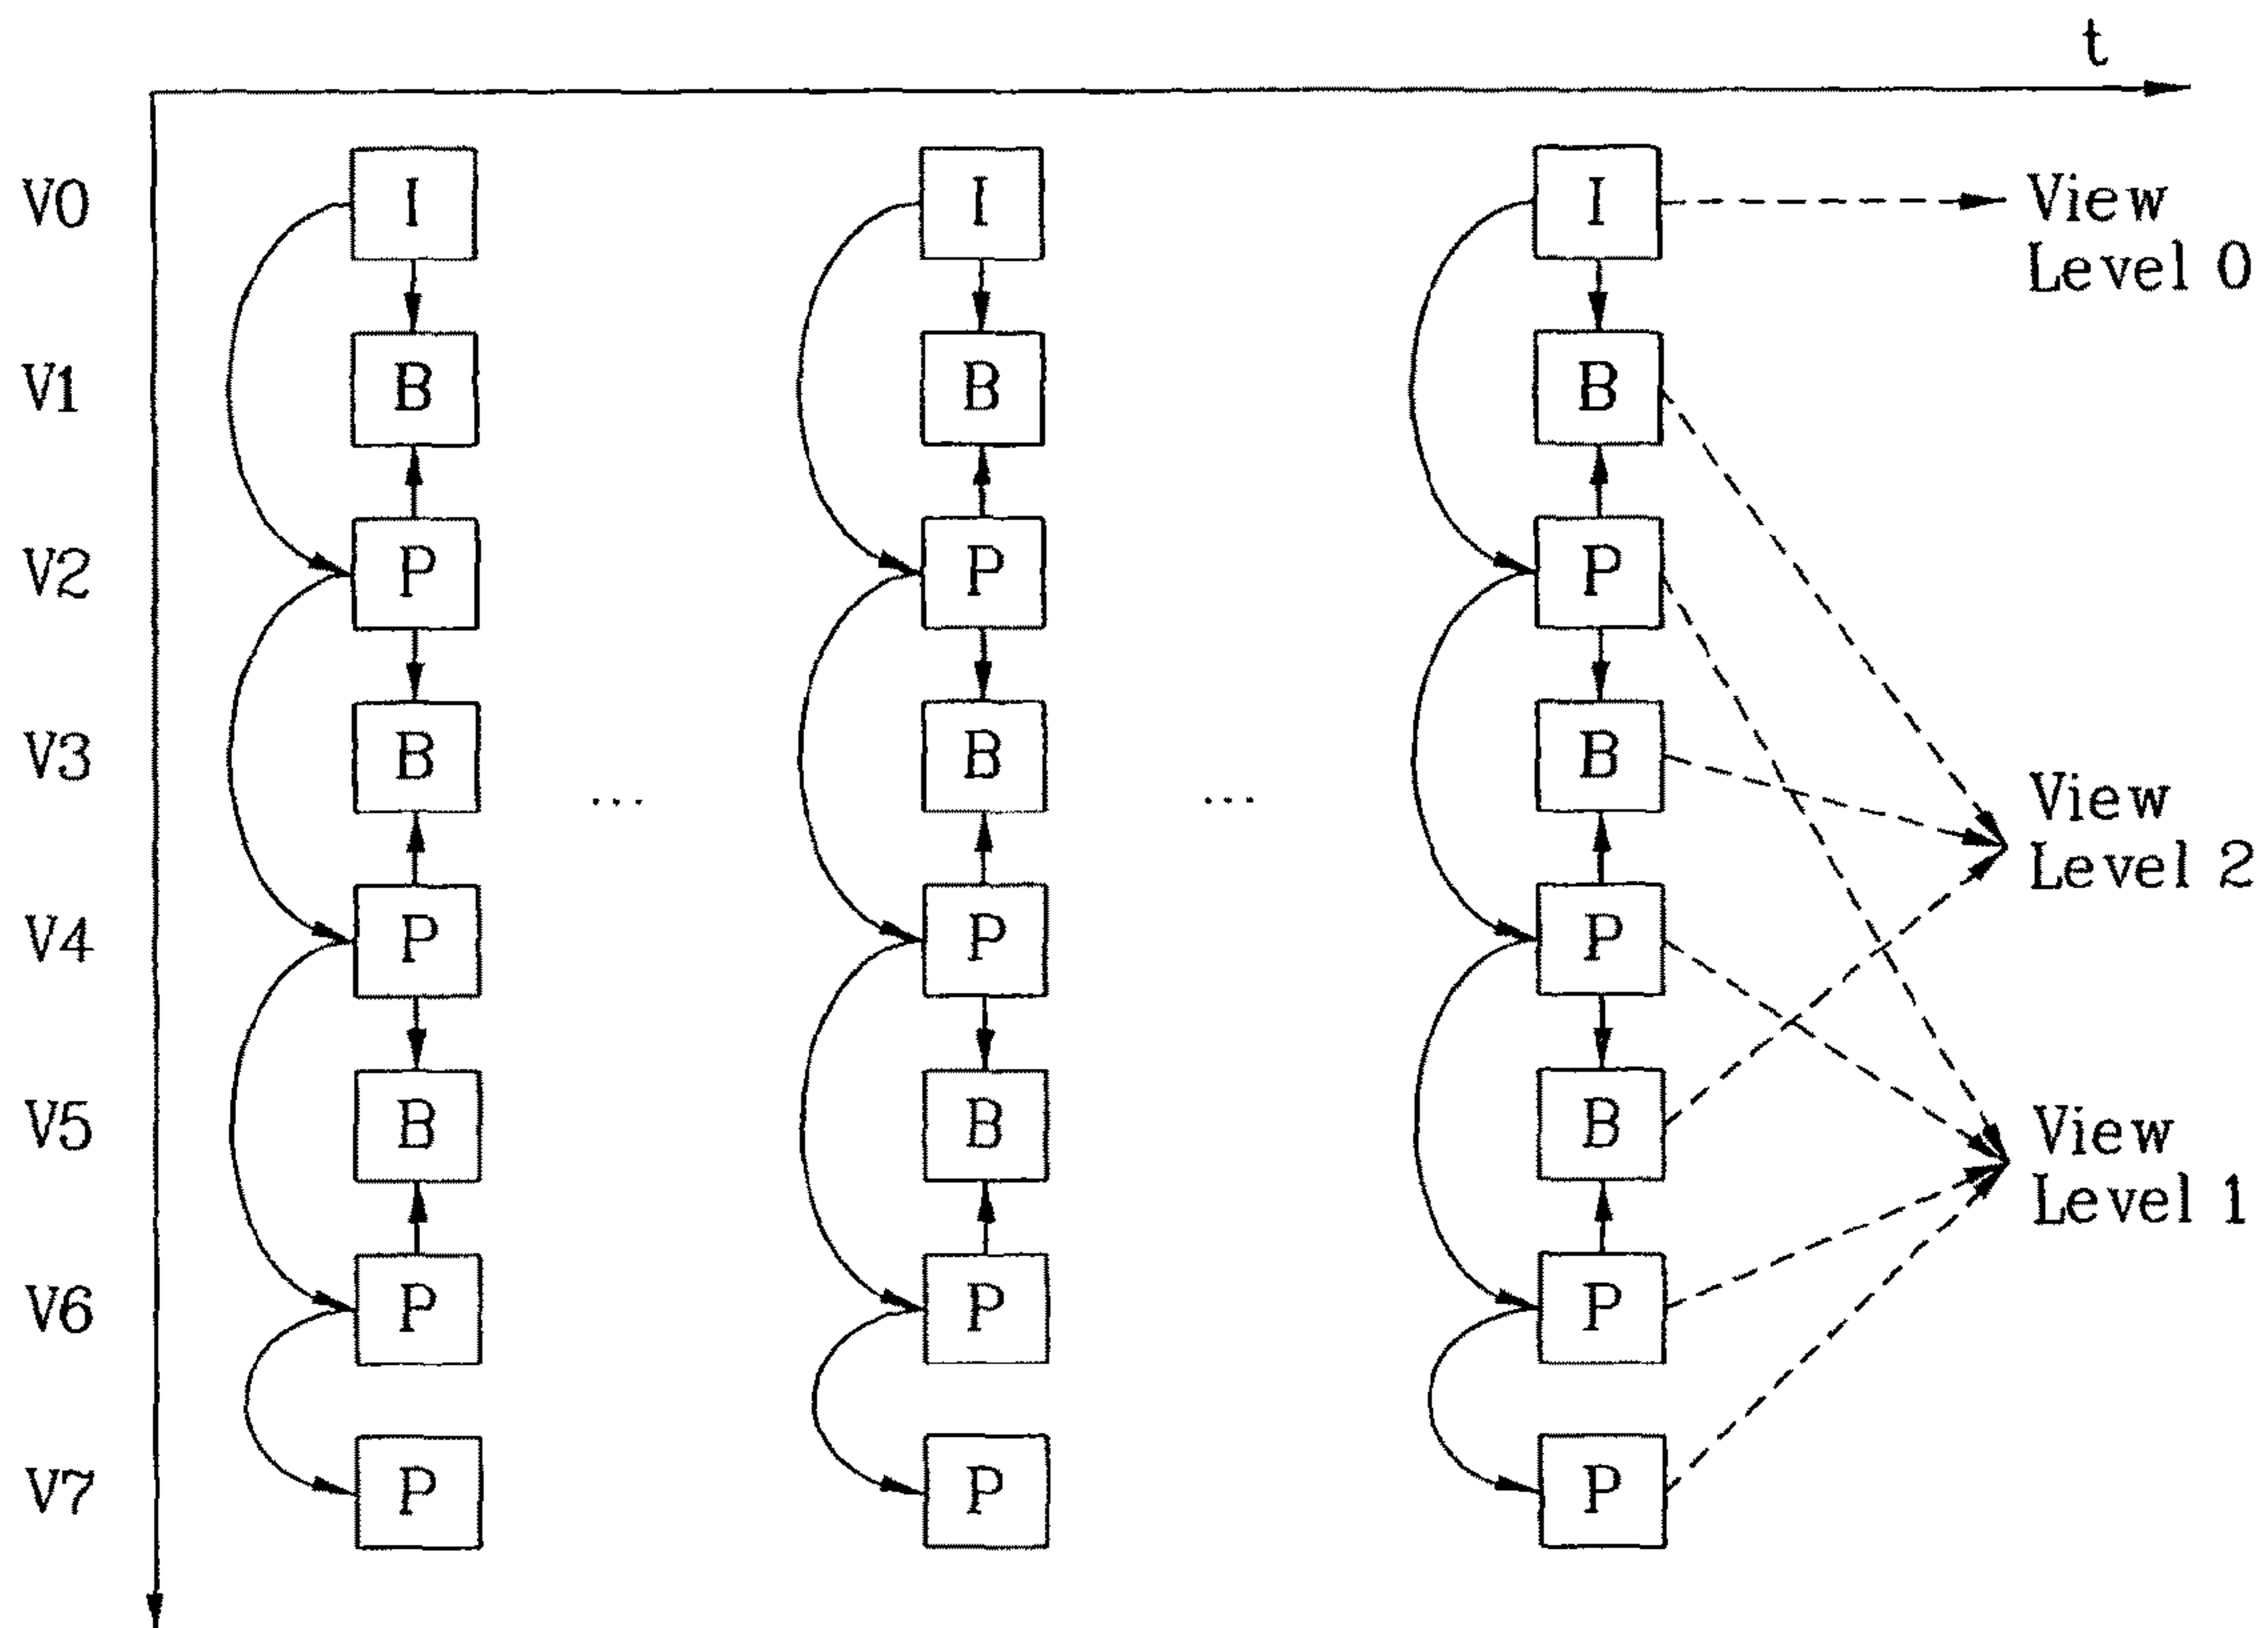 t
V0 I I I View
Level 0
V1 B B B
V2 P P P
V3 B B B
... ...
View
Level 2
V4 P P P
V5 B B B
View
Level 1
V6 P P P
V7 P P P